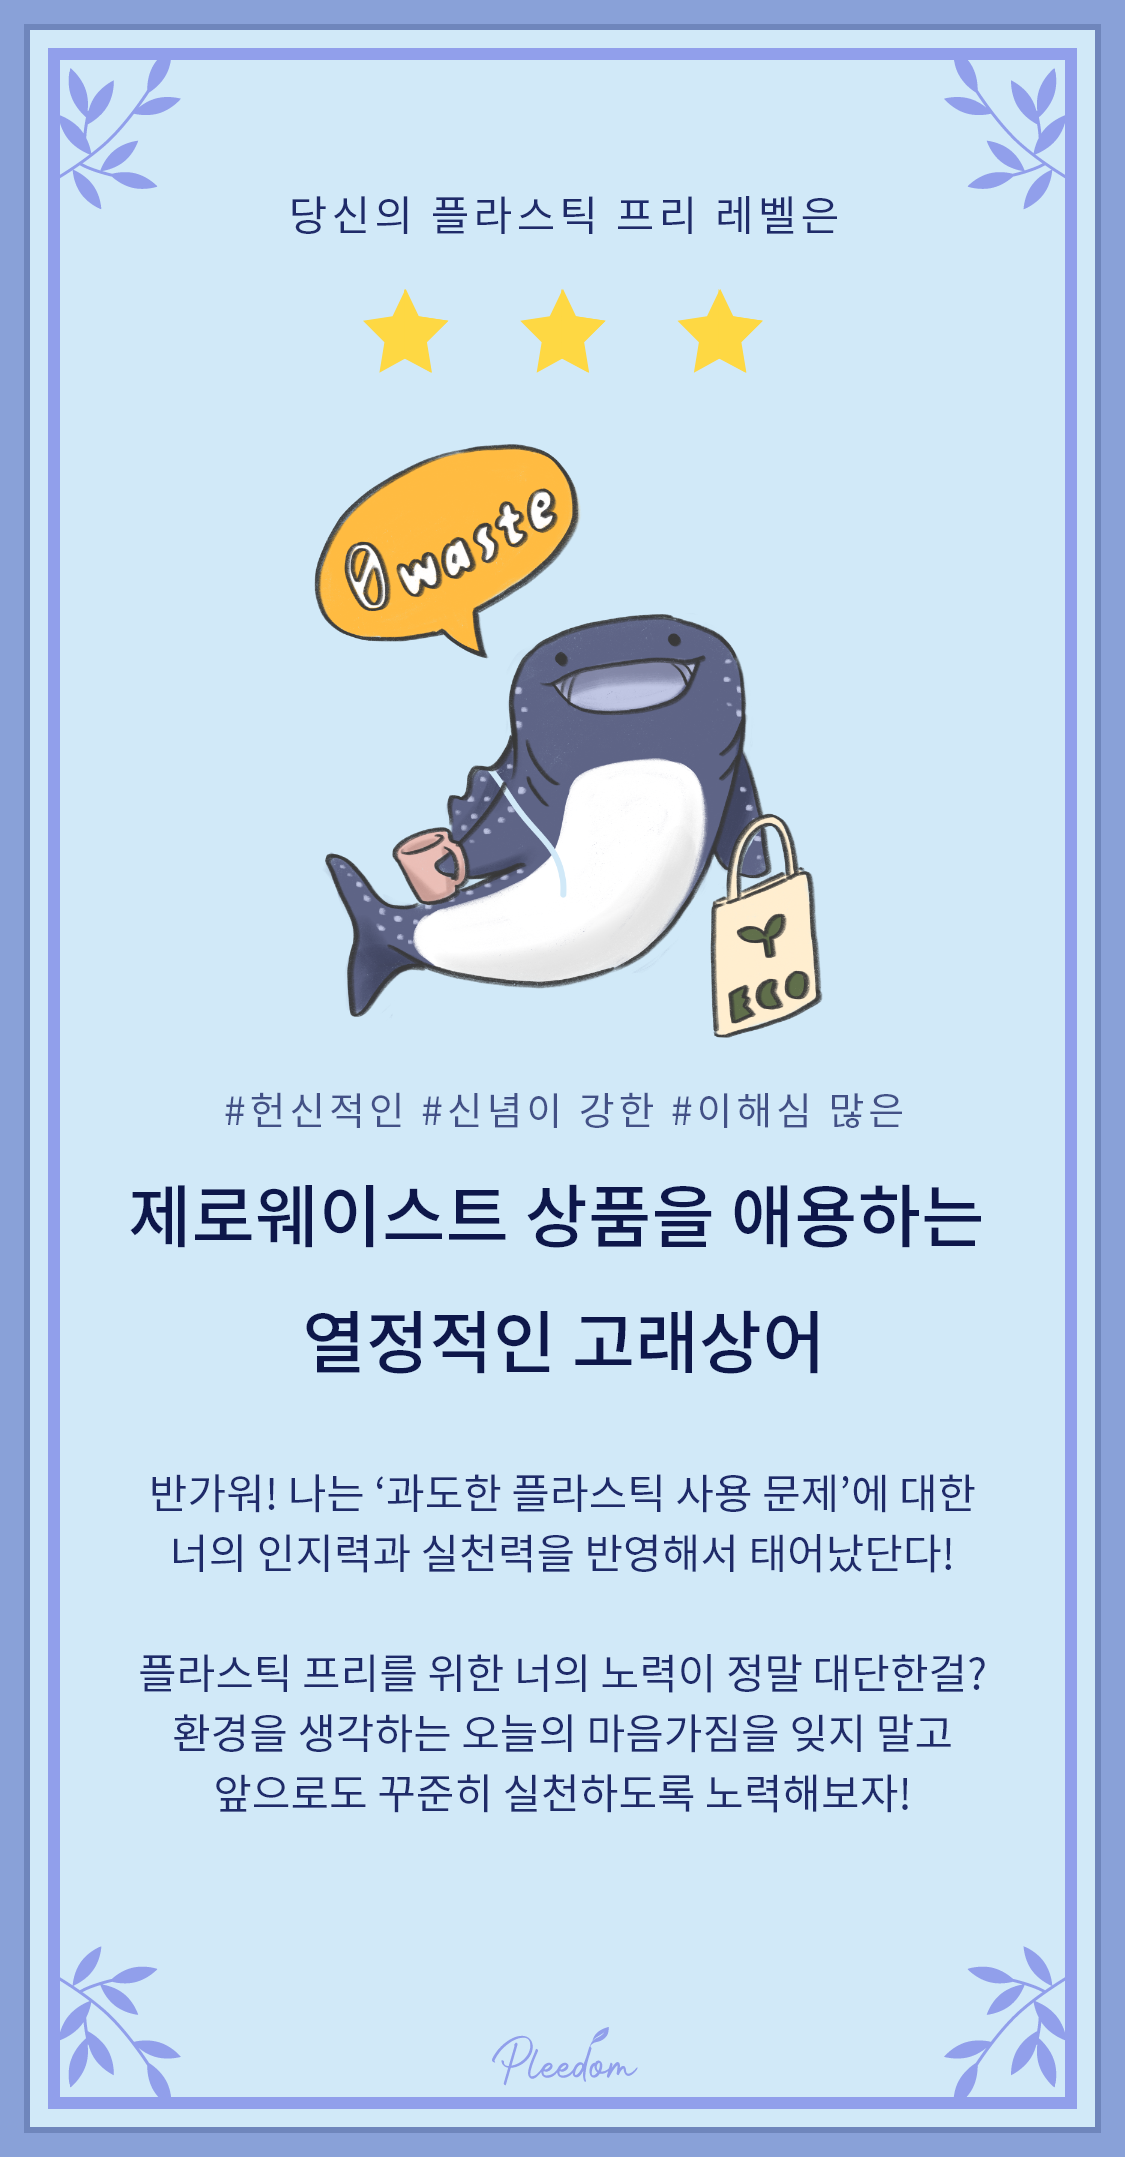 당신의 플라스틱 프리 레벨은
0 waste
ECO
#헌신적인 #신념이 강한 #이해심 많은
제로웨이스트 상품을 애용하는
열정적인 고래상어
반가워! 나는 ‘과도한 플라스틱 사용 문제’에 대한
너의 인지력과 실천력을 반영해서 태어났단다!
플라스틱 프리를 위한 너의 노력이 정말 대단한걸?
환경을 생각하는 오늘의 마음가짐을 잊지 말고
앞으로도 꾸준히 실천하도록 노력해보자!
Pleedom